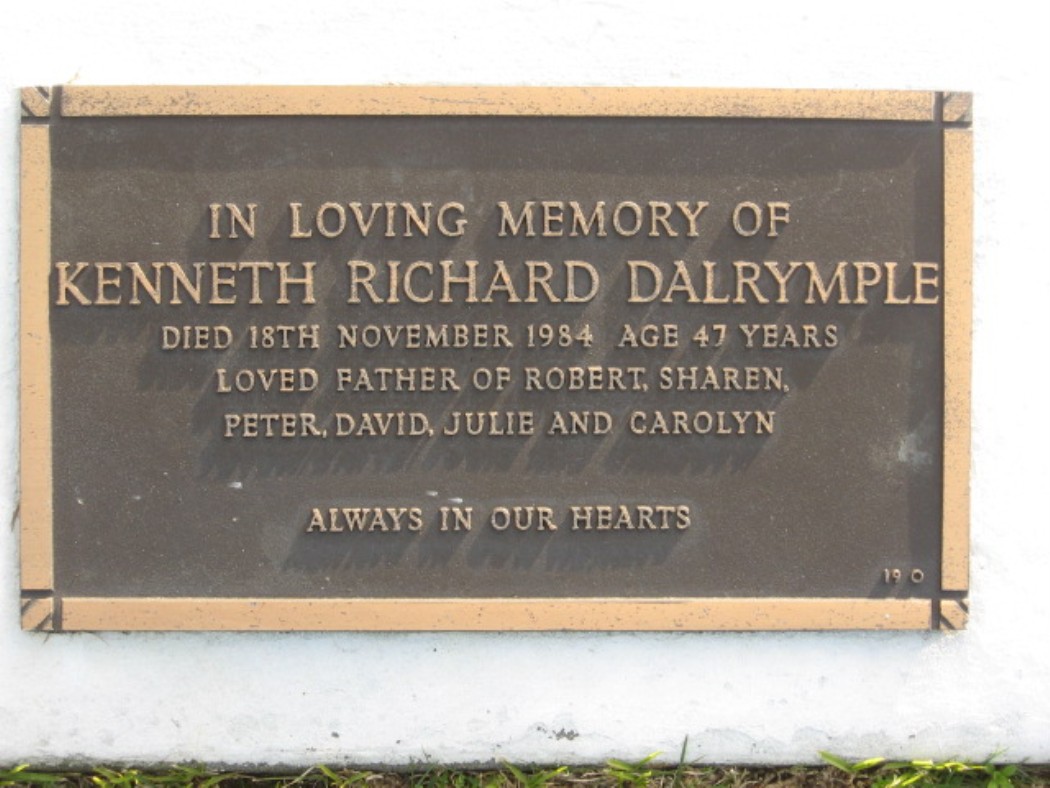 IN LOVING MEMORY OF
KENNETH RICHARD DALRYMPLE
DIED 18TH NOVEMBER 1984 AGE 47 YEARS
LOVED FATHER OF ROBERT, SHAREN,
PETER, DAVID, JULIE AND CAROLYN
ALWAYS IN OUR HEARTS
19 O